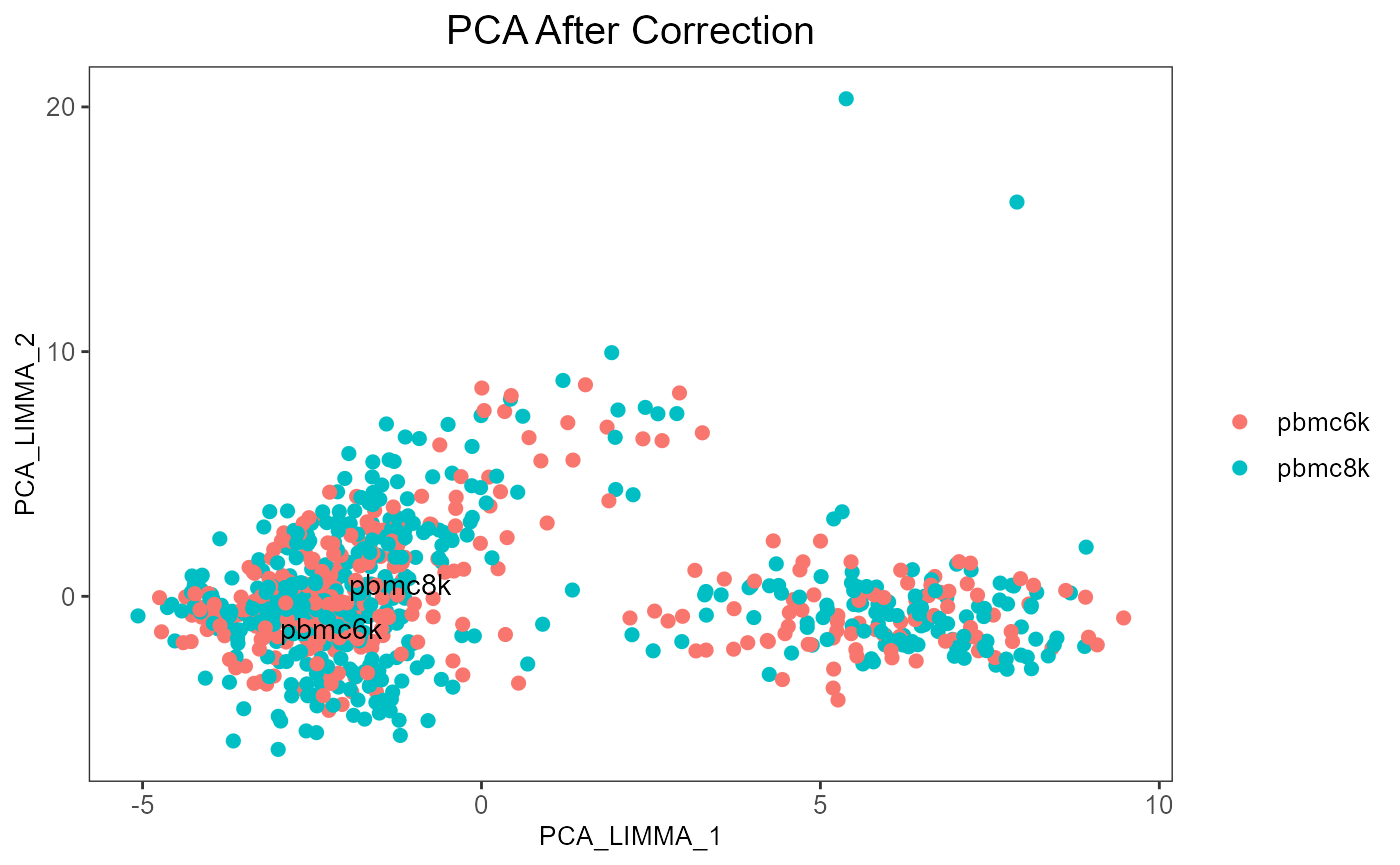 PCA After Correction
PCA_LIMMA_2
20
10
0
pbmc8k
pbmc6k
-5
0
5
10
PCA_LIMMA_1
pbmc6k
pbmc8k